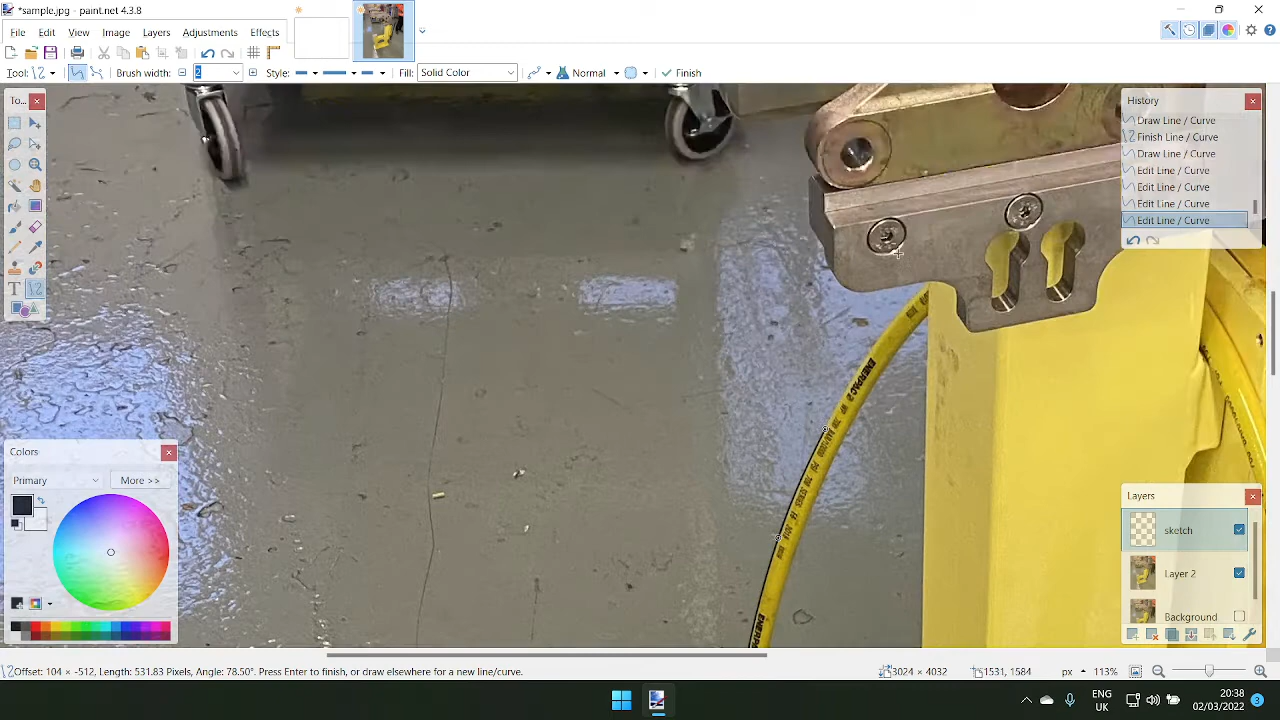 *sample.jpg - paint.net 4.3.8
File Edit View Image Layers Adjustments Effects
Tool: Brush width: 2 Style: Fill: Solid Color Normal Finish
To...
History
Draw Line / Curve
Finish Line / Curve
Draw Line / Curve
Edit Line / Curve
Edit Line / Curve
Edit Line / Curve
Edit Line / Curve
ENERPAC
ENERPAC
Colors
Primary More >>
Layers
sketch
Layer 2
Background
Offset: 104 × -512, Length: 531.83 Pixels, Angle: 78.50°. Press Enter to finish, or draw elsewhere for a new line/curve. 3024 × 4032 1531, 1584 px 113%
ENG
UK
20:38
02/03/2022
3